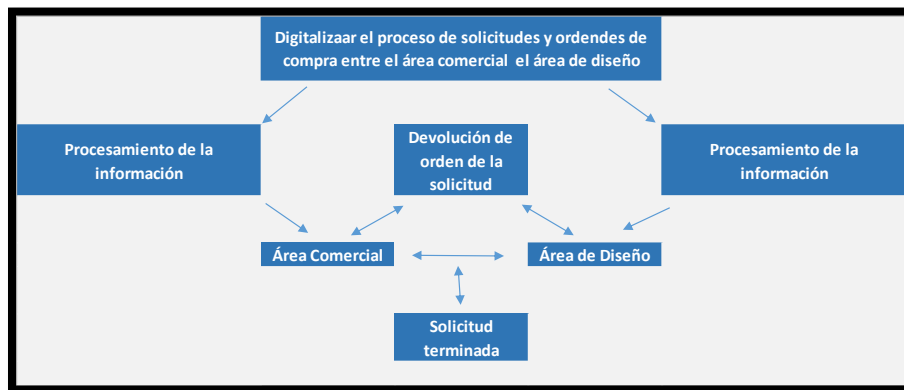 Digitalizaar el proceso de solicitudes y ordendes de
compra entre el área comercial el área de diseño
Procesamiento de la
información
Devolución de
orden de la
solicitud
Procesamiento de la
información
Área Comercial
Área de Diseño
Solicitud
terminada